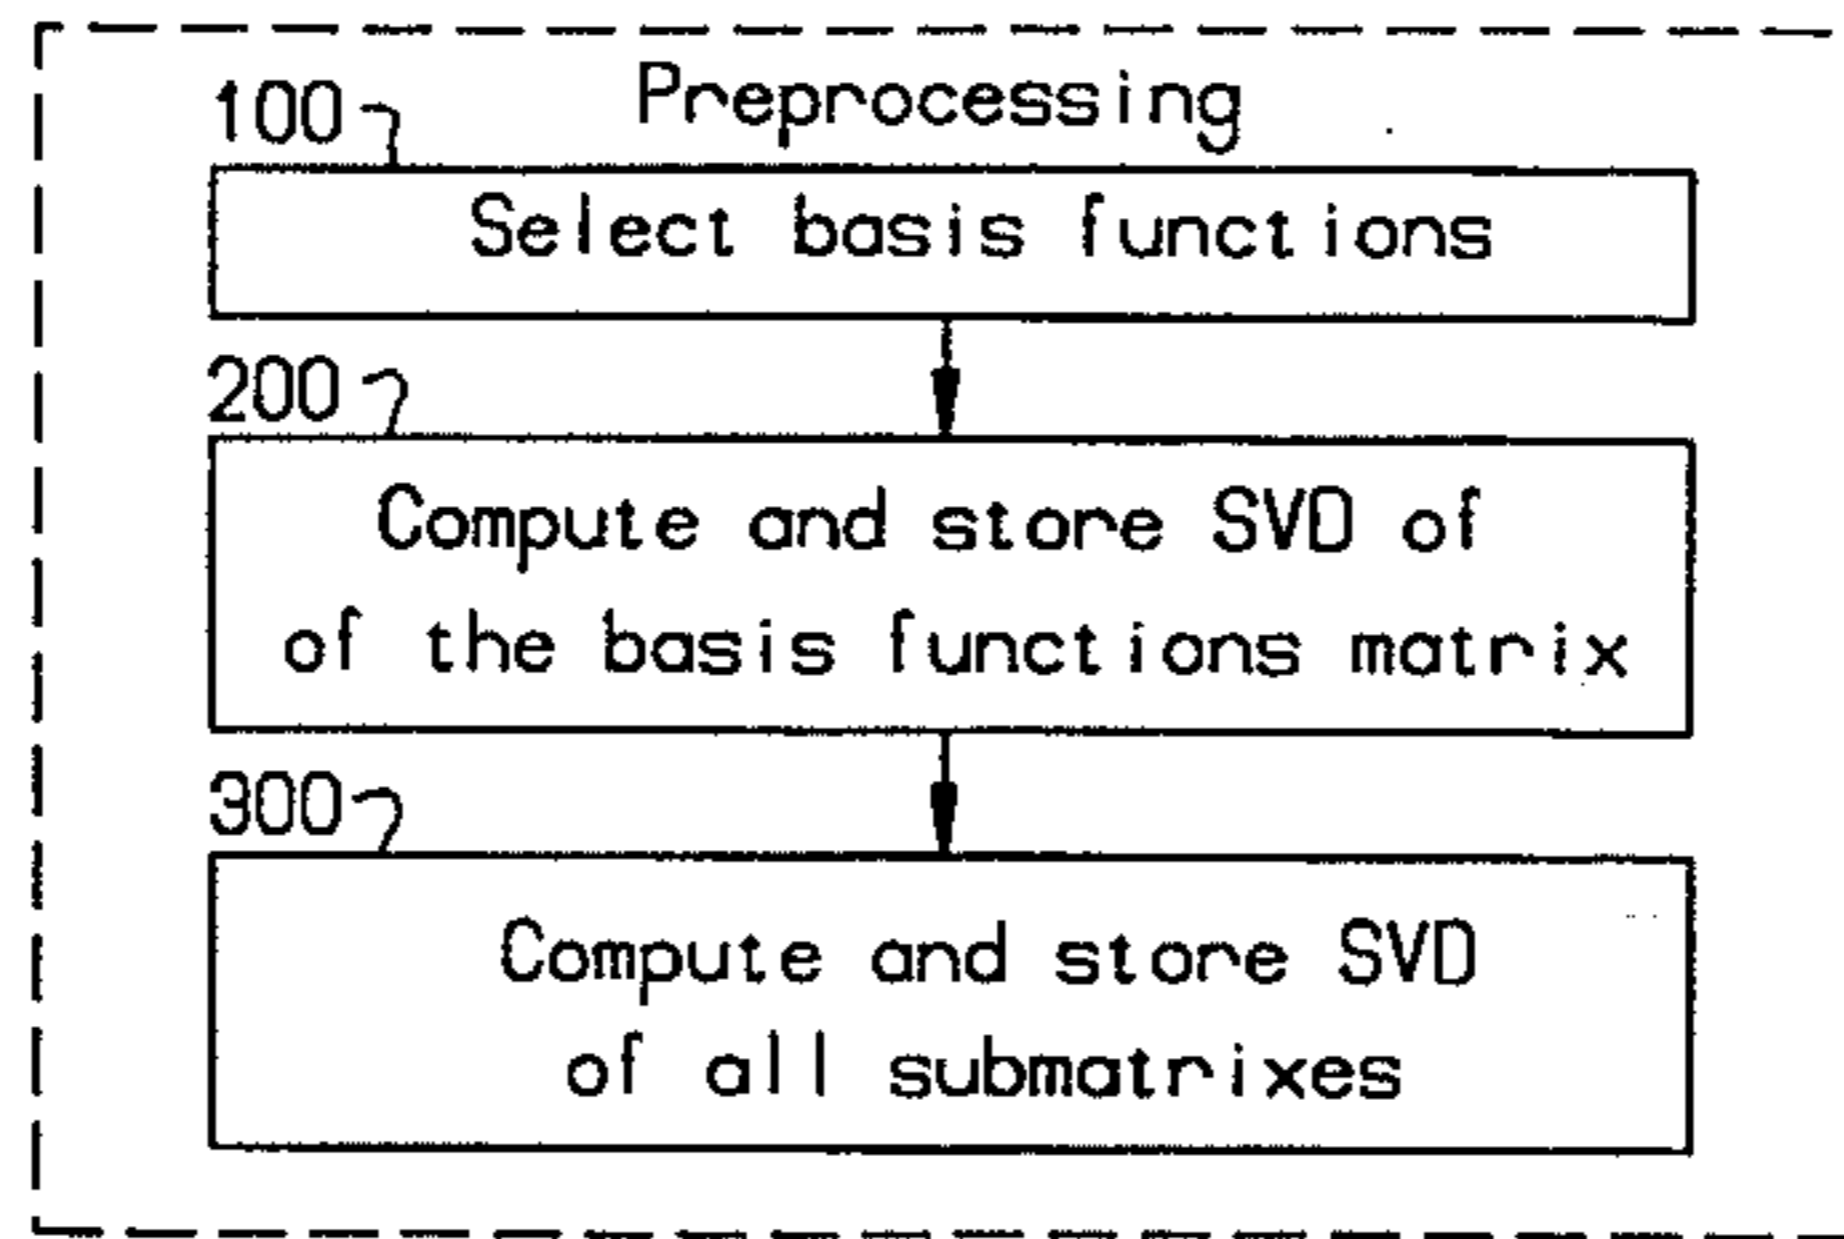 Preprocessing
100
Select basis functions
200
Compute and store SVD of
of the basis functions matrix
300
Compute and store SVD
of all submatrixes